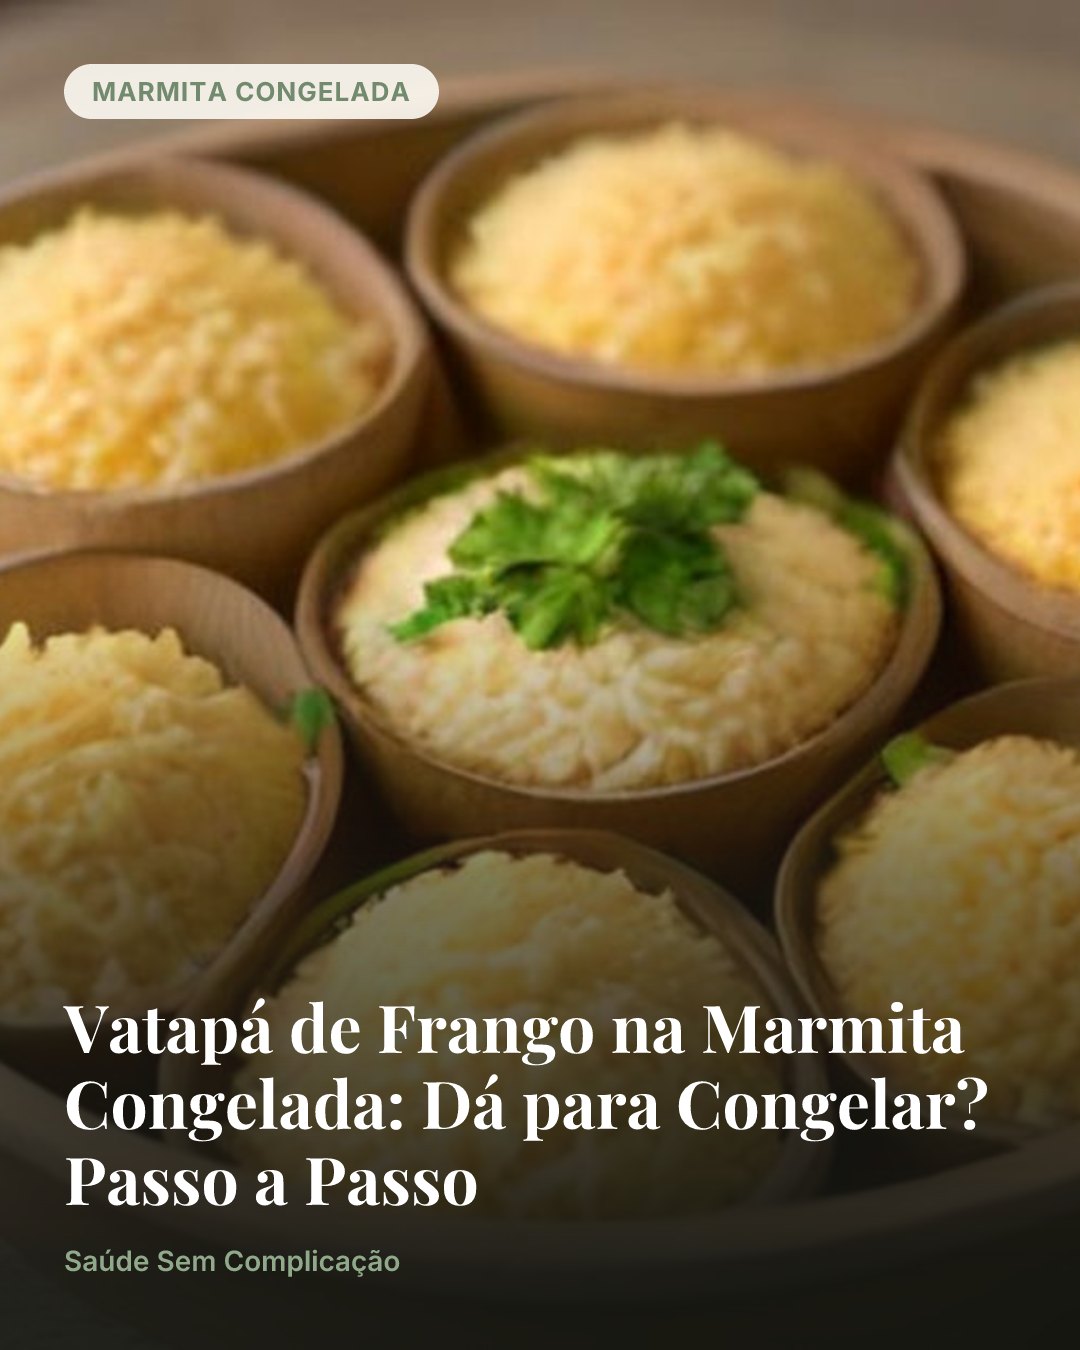 MARMITA CONGELADA
Vatapá de Frango na Marmita
Congelada: Dá para Congelar?
Passo a Passo
Saúde Sem Complicação